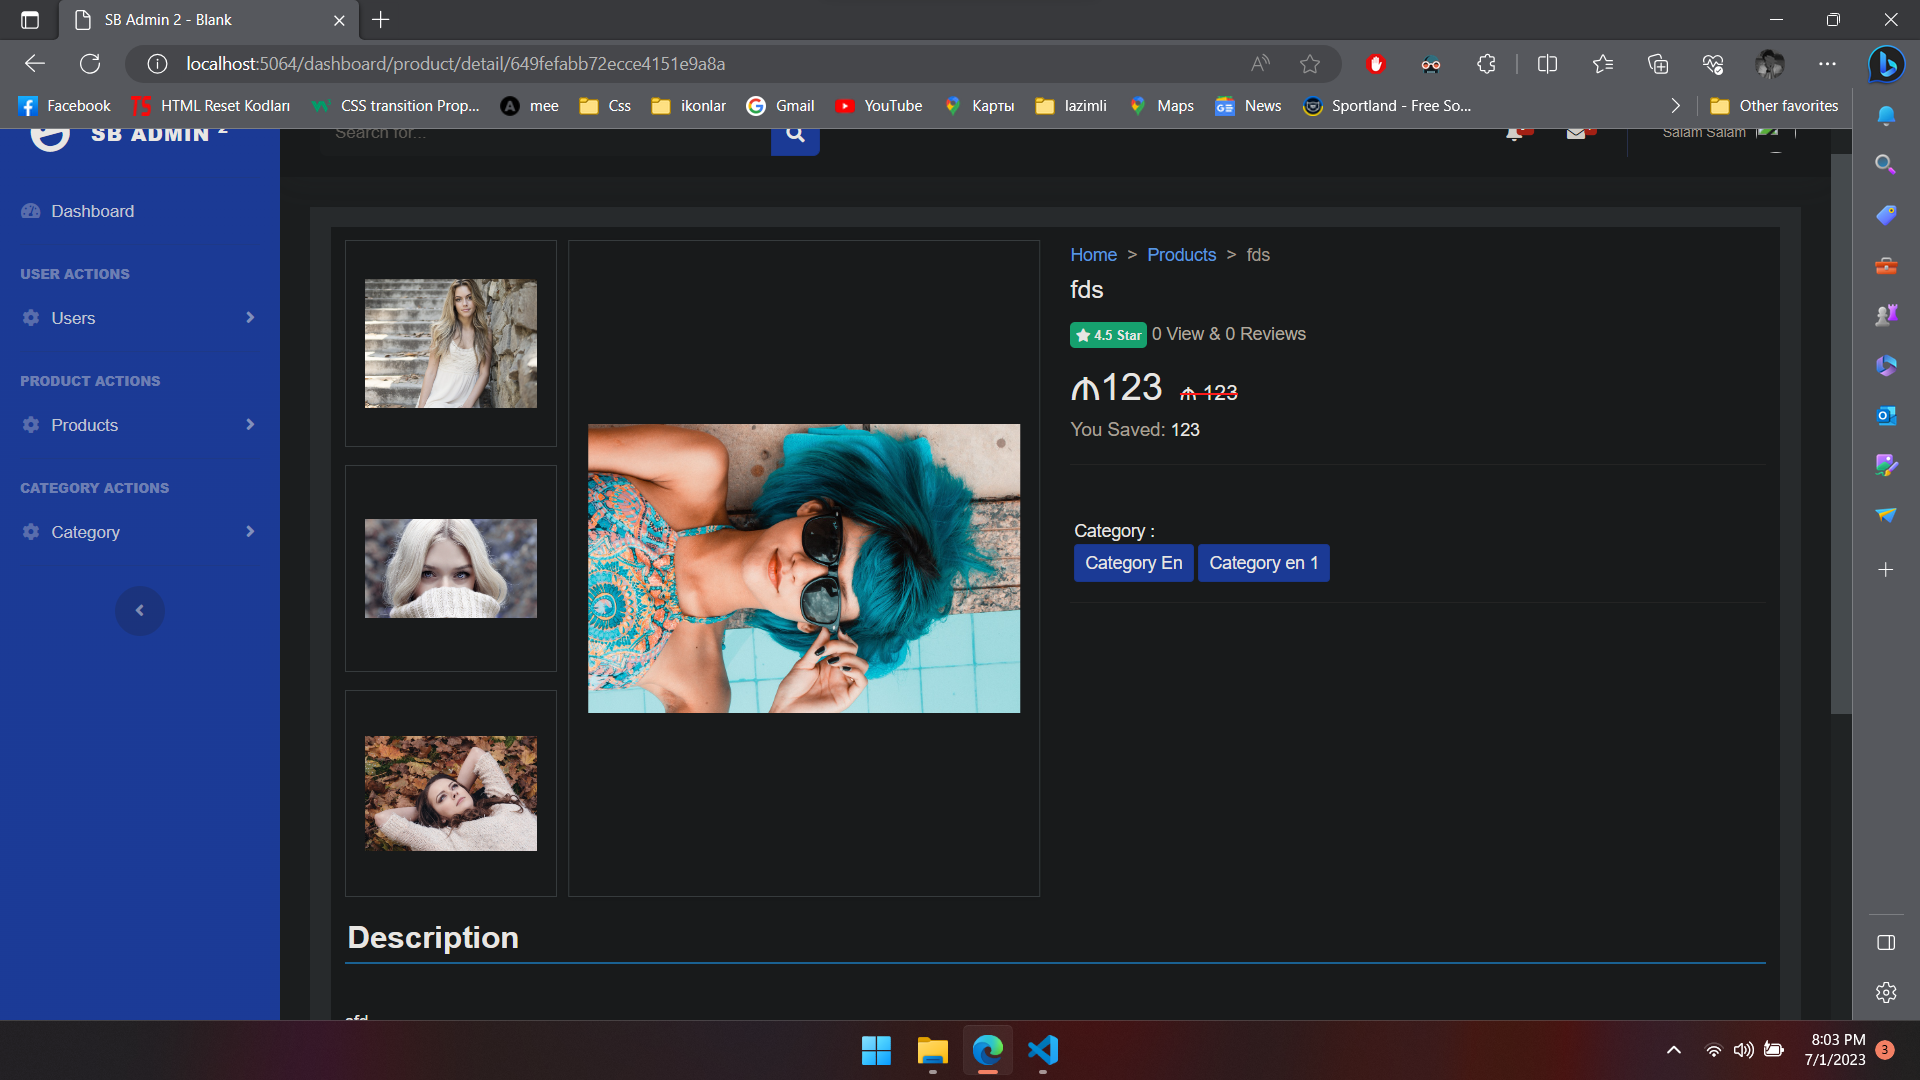 SB Admin 2 - Blank
localhost:5064/dashboard/product/detail/649fefabb72ecce4151e9a8a
Facebook HTML Reset Kodları CSS transition Prop... mee Css ikonlar Gmail YouTube Карты lazimli Maps News Sportland - Free So... Other favorites
SB ADMIN 2
Search for...
Salam Salam
Dashboard
USER ACTIONS
Users
PRODUCT ACTIONS
Products
CATEGORY ACTIONS
Category
Home > Products > fds
fds
4.5 Star 0 View & 0 Reviews
₼123 ₼ 123
You Saved: 123
Category :
Category En Category en 1
Description
8:03 PM
7/1/2023
3